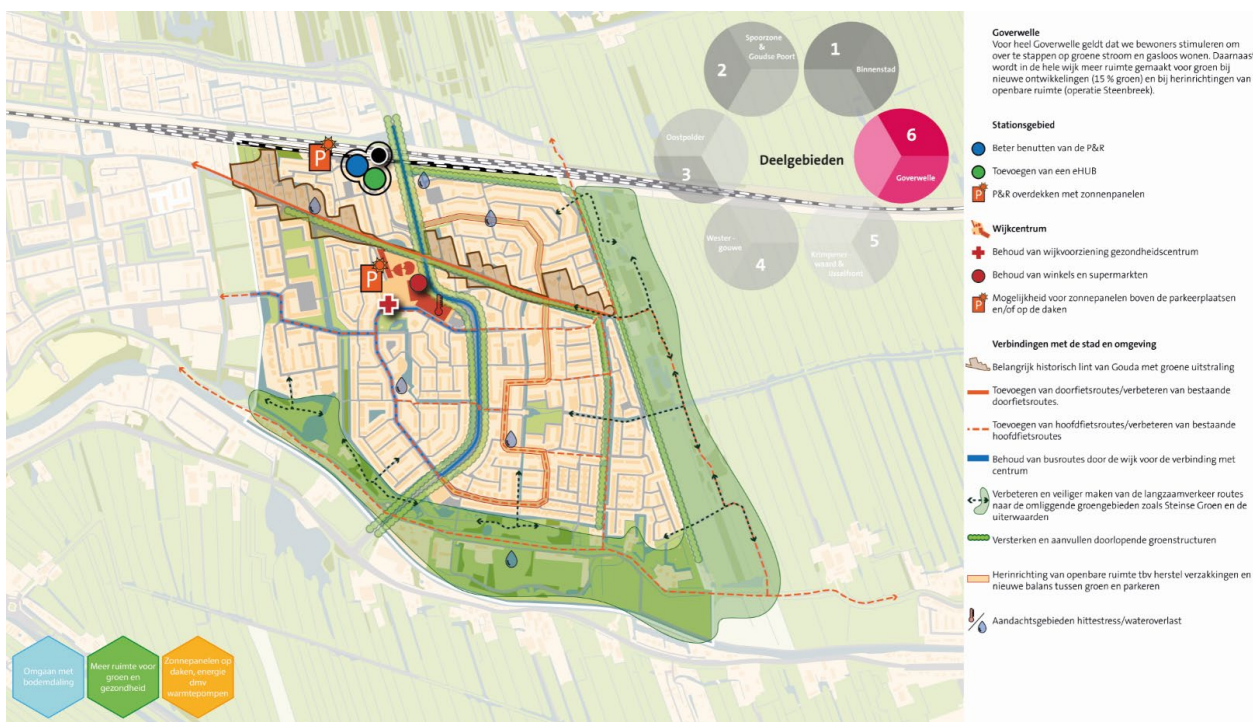 Spoorzone
&
Goudse Poort
2
1
Binnenstad
Oostpolder
3
Deelgebieden
6
Goverwelle
Wester-
gouwe
4
5
Krimpener-
waard &
IJsselfront
P
P
Omgaan met
bodemdaling
Meer ruimte voor
groen en
gezondheid
Zonnepanelen op
daken, energie
dmv
warmtepompen
Goverwelle
Voor heel Goverwelle geldt dat we bewoners stimuleren om
over te stappen op groene stroom en gasloos wonen. Daarnaast
wordt in de hele wijk meer ruimte gemaakt voor groen bij
nieuwe ontwikkelingen (15 % groen) en bij herinrichtingen van
openbare ruimte (operatie Steenbreek).
Stationsgebied
Beter benutten van de P&R
Toevoegen van een eHUB
P P&R overdekken met zonnenpanelen
Wijkcentrum
Behoud van wijkvoorziening gezondheidscentrum
Behoud van winkels en supermarkten
P Mogelijkheid voor zonnepanelen boven de parkeerplaatsen
en/of op de daken
Verbindingen met de stad en omgeving
Belangrijk historisch lint van Gouda met groene uitstraling
Toevoegen van doorfietsroutes/verbeteren van bestaande
doorfietsroutes.
Toevoegen van hoofdfietsroutes/verbeteren van bestaande
hoofdfietsroutes
Behoud van busroutes door de wijk voor de verbinding met
centrum
Verbeteren en veiliger maken van de langzaamverkeer routes
naar de omliggende groengebieden zoals Steinse Groen en de
uiterwaarden
Versterken en aanvullen doorlopende groenstructuren
Herinrichting van openbare ruimte tbv herstel verzakkingen en
nieuwe balans tussen groen en parkeren
Aandachtsgebieden hittestress/wateroverlast